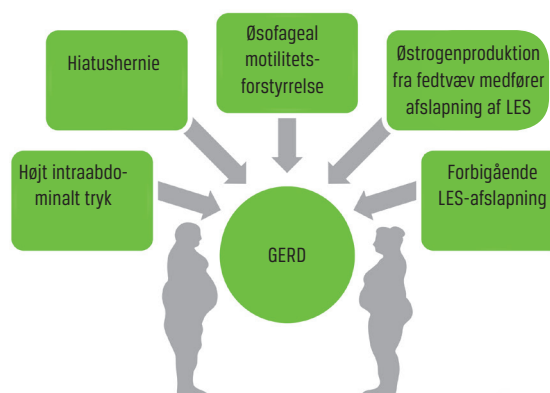 Hiatushernie
Øsofageal
motilitets-
forstyrrelse
Østrogenproduktion
fra fedtvæv medfører
afslapning af LES
Højt intraabdo-
minalt tryk
Forbigående
LES-afslapning
GERD